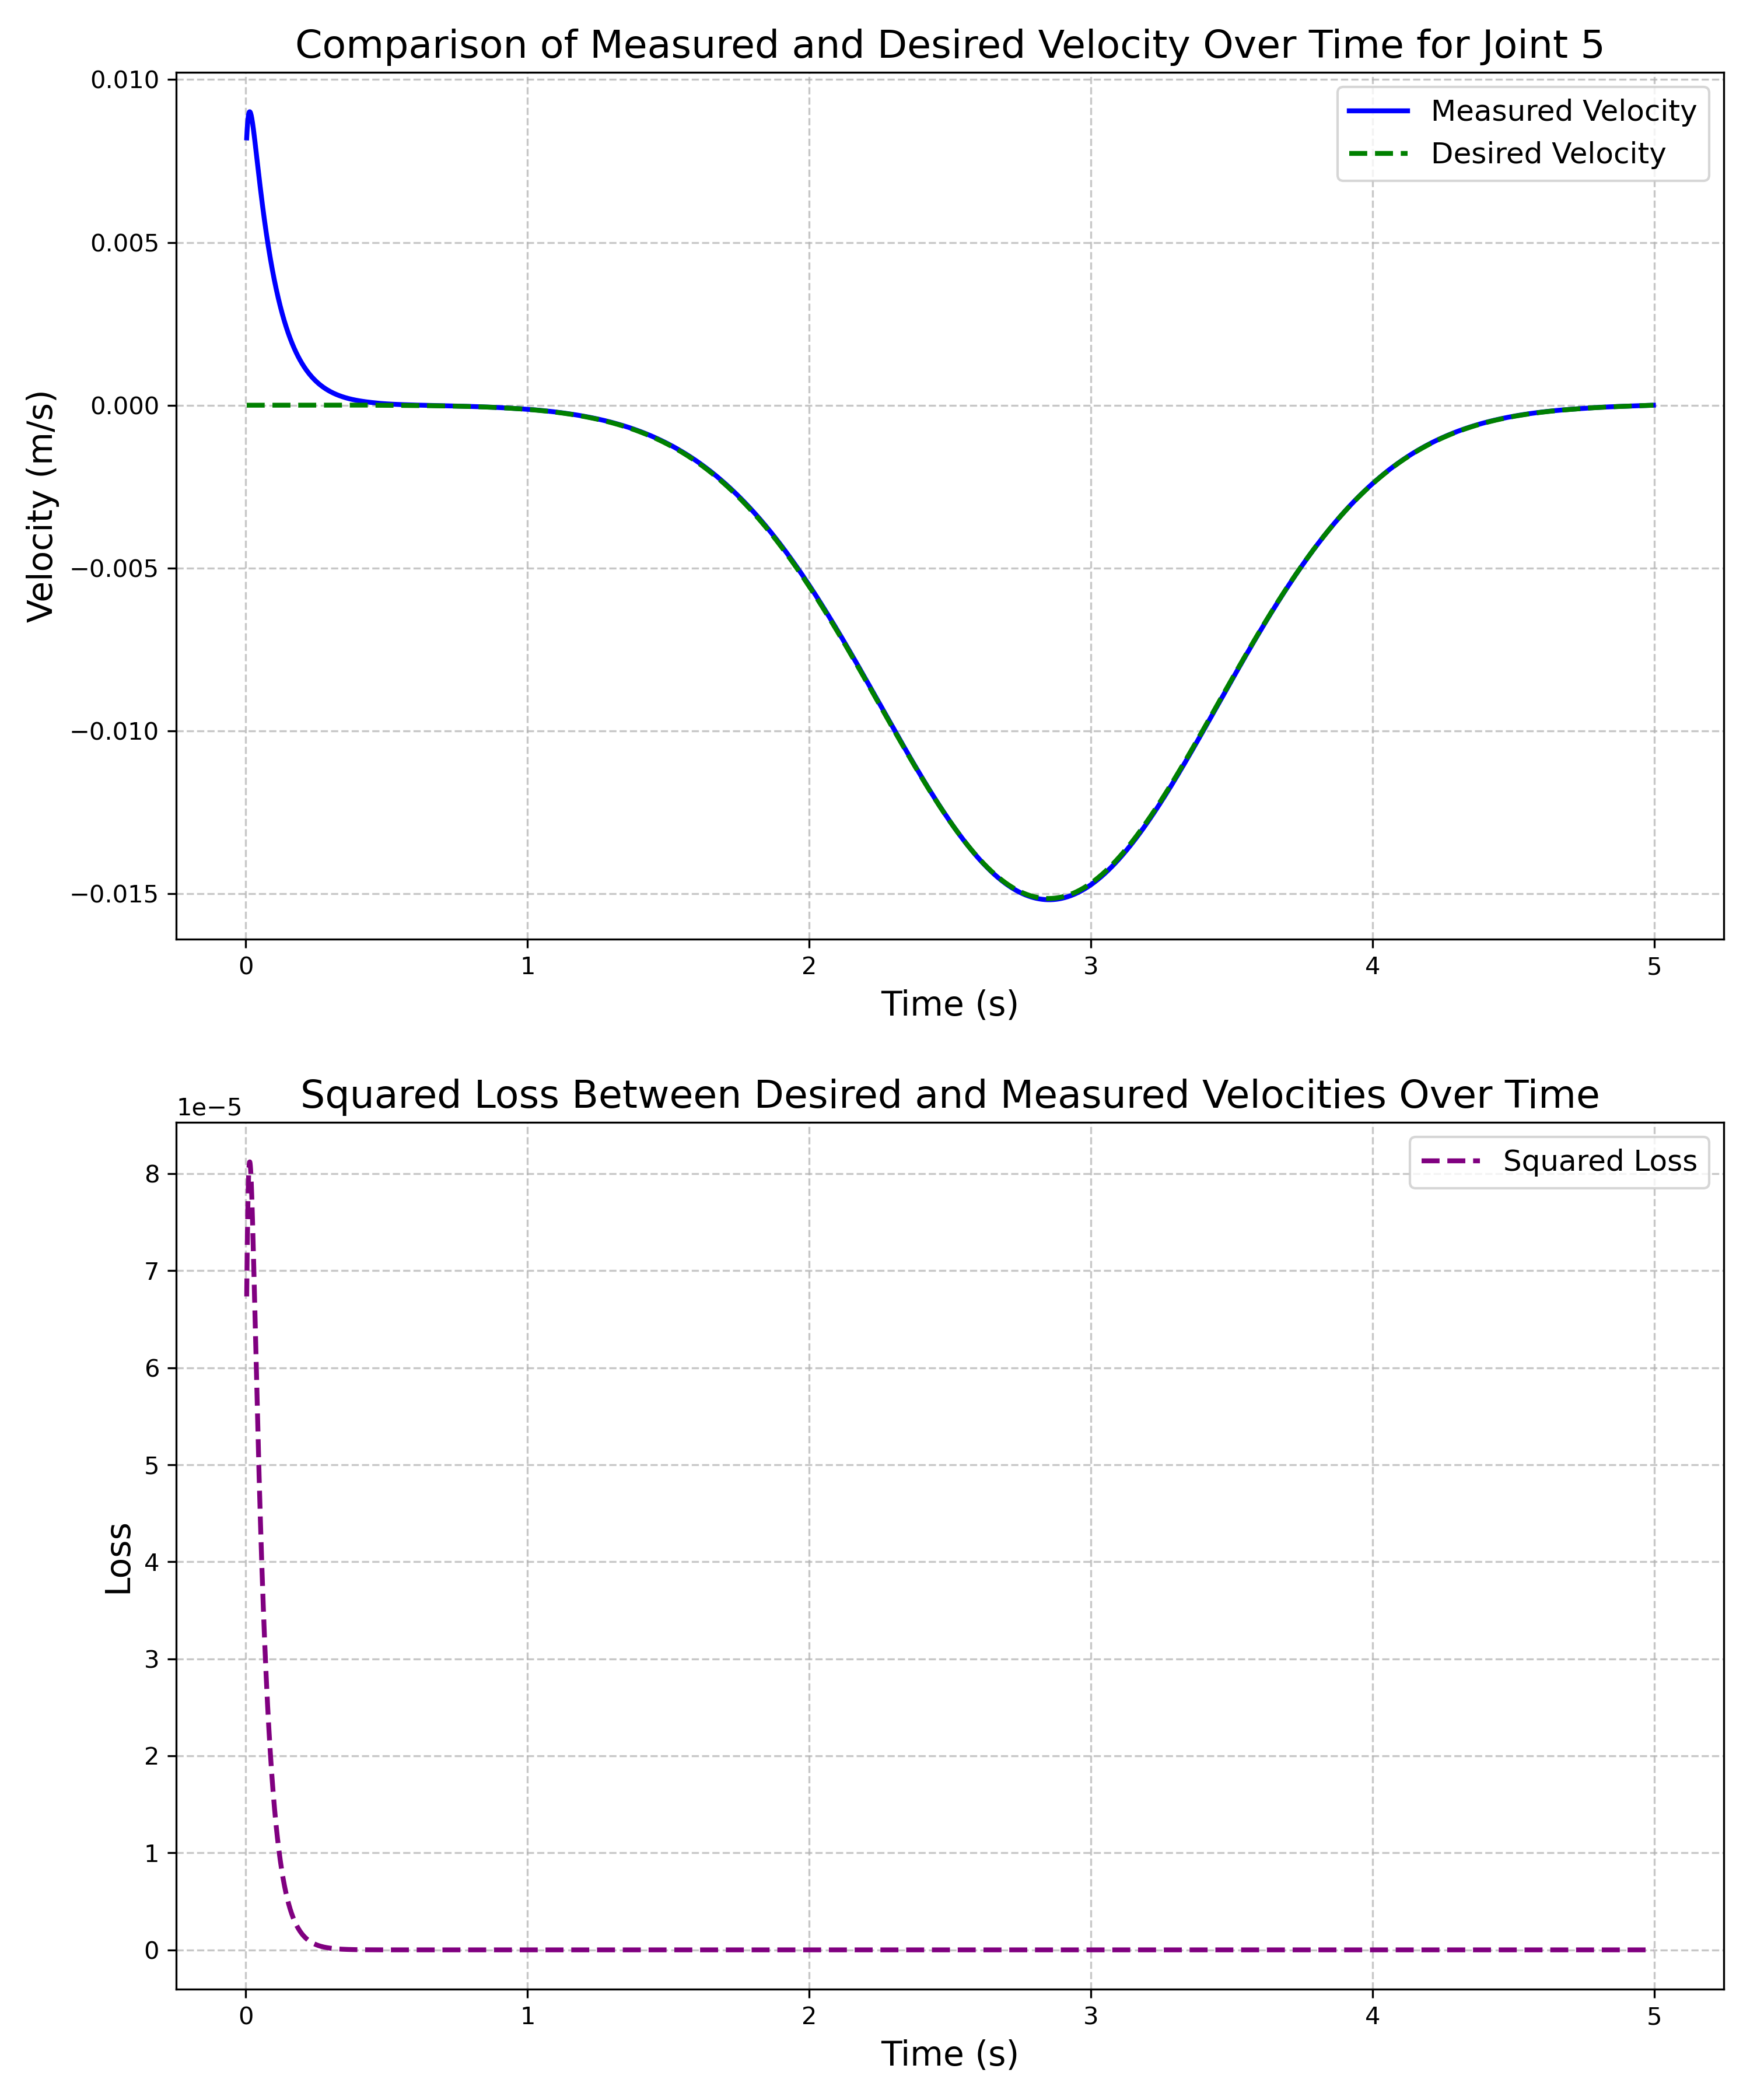 Comparison of Measured and Desired Velocity Over Time for Joint 5
Measured Velocity
Desired Velocity
0.010
0.005
0.000
−0.005
−0.010
−0.015
Velocity (m/s)
0 1 2 3 4 5
Time (s)
Squared Loss Between Desired and Measured Velocities Over Time
1e−5
Squared Loss
8
7
6
5
4
3
2
1
0
Loss
0 1 2 3 4 5
Time (s)